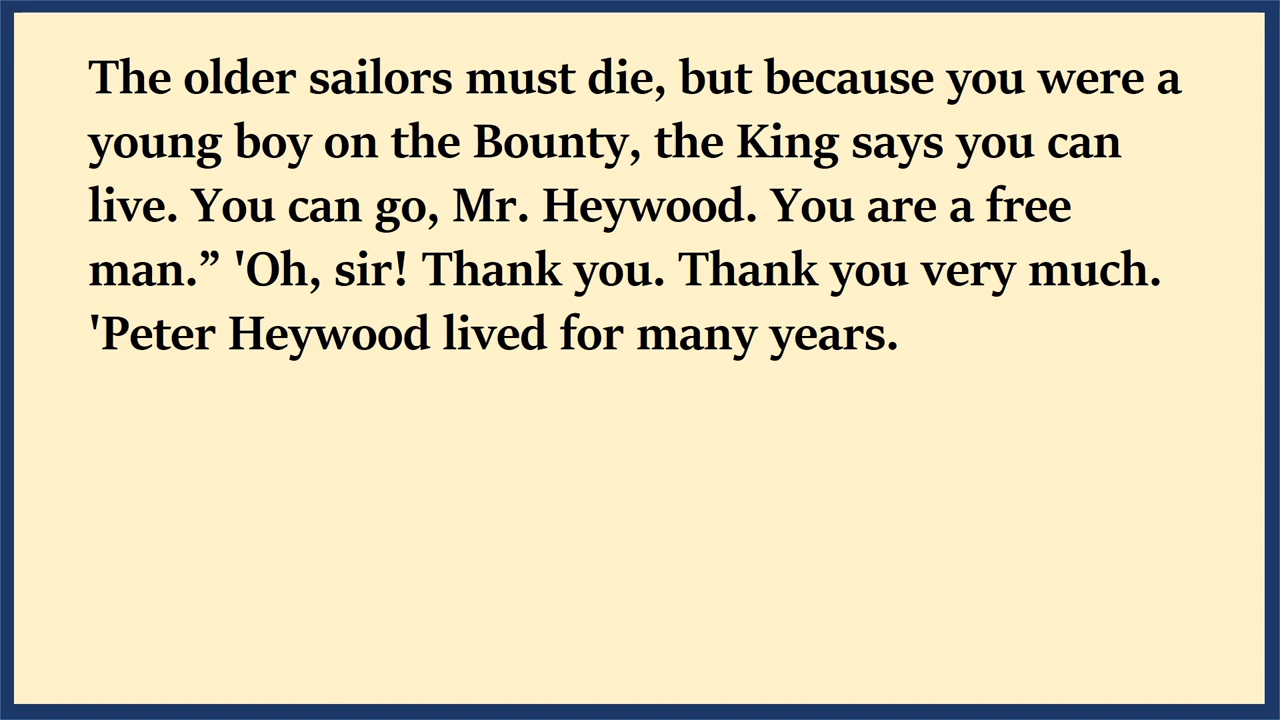 The older sailors must die, but because you were a
young boy on the Bounty, the King says you can
live. You can go, Mr. Heywood. You are a free
man.” 'Oh, sir! Thank you. Thank you very much.
'Peter Heywood lived for many years.